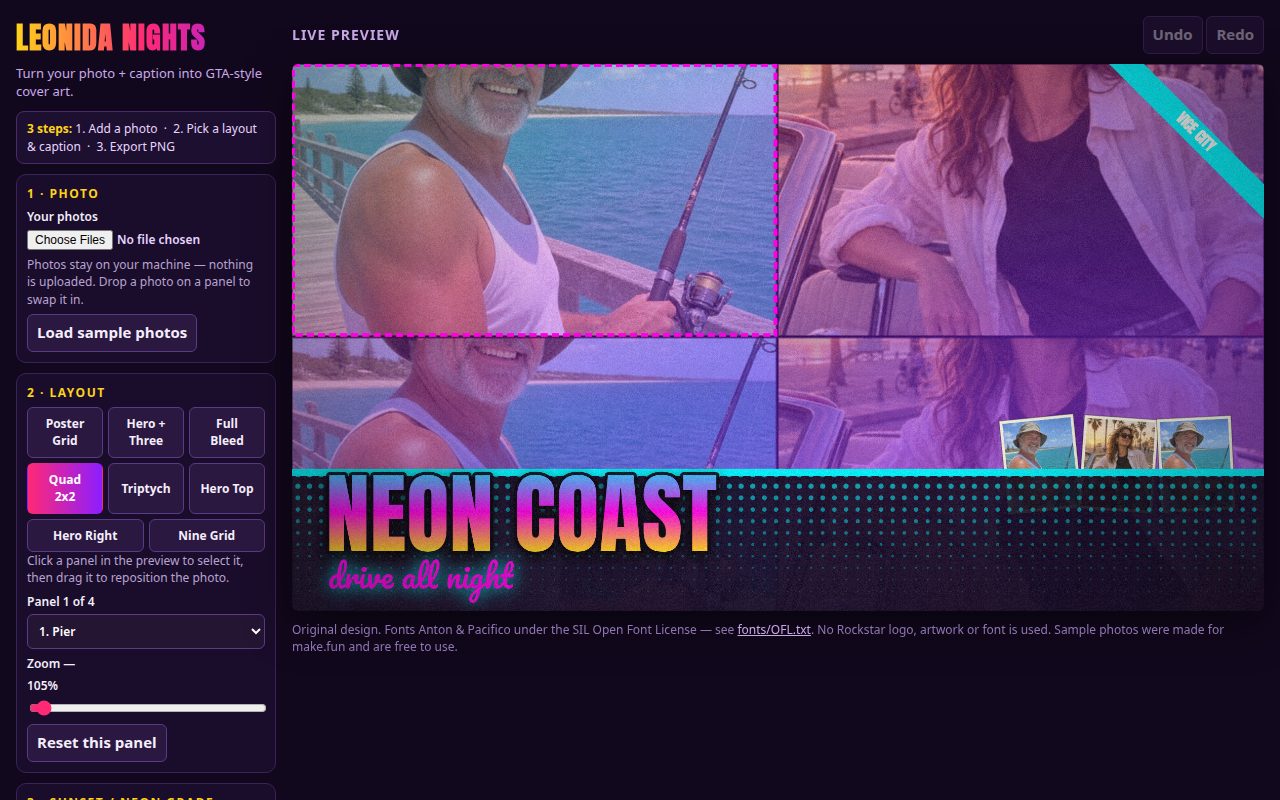 LEONIDA NIGHTS
Turn your photo + caption into GTA-style
cover art.
3 steps: 1. Add a photo · 2. Pick a layout
& caption · 3. Export PNG
1 · PHOTO
Your photos
Choose Files No file chosen
Photos stay on your machine — nothing
is uploaded. Drop a photo on a panel to
swap it in.
Load sample photos
2 · LAYOUT
Poster
Grid
Hero +
Three
Full
Bleed
Quad
2x2
Triptych
Hero Top
Hero Right
Nine Grid
Click a panel in the preview to select it,
then drag it to reposition the photo.
Panel 1 of 4
1. Pier
Zoom —
105%
Reset this panel
3 · SUNSET / NEON GRADE
LIVE PREVIEW
Undo
Redo
VICE CITY
NEON COAST
drive all night
Original design. Fonts Anton & Pacifico under the SIL Open Font License — see fonts/OFL.txt. No Rockstar logo, artwork or font is used. Sample photos were made for
make.fun and are free to use.